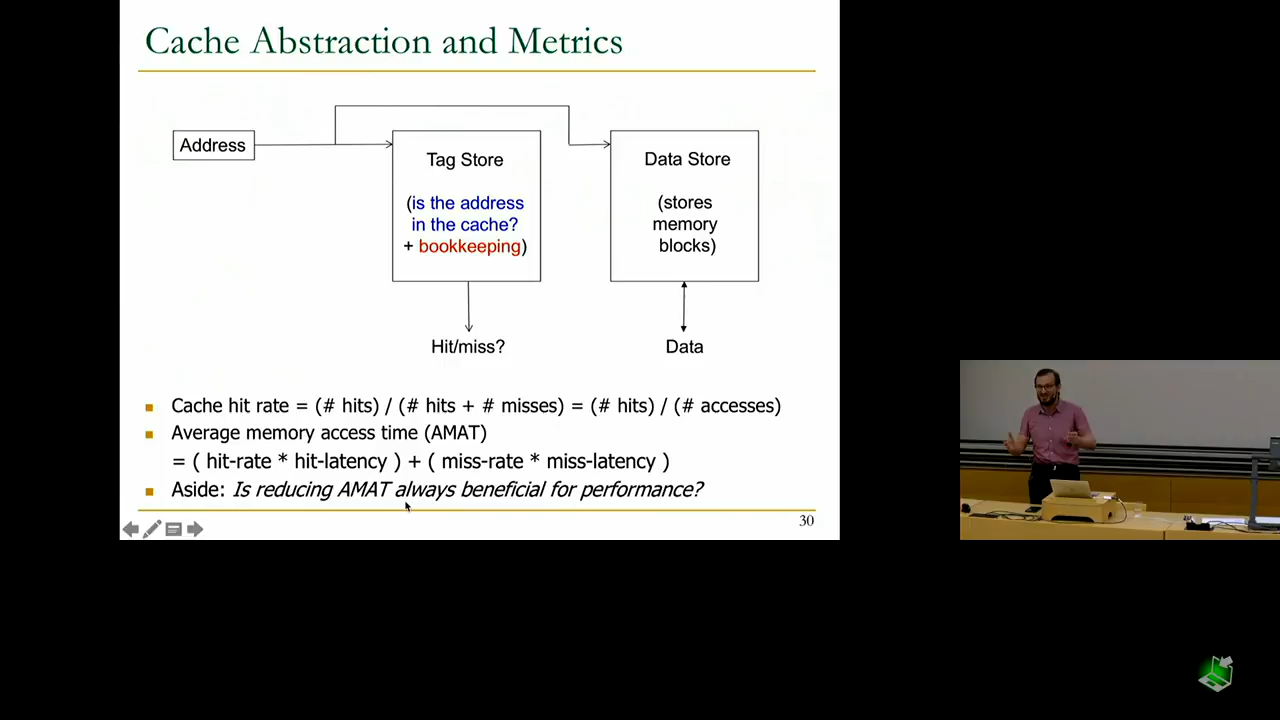 Cache Abstraction and Metrics
Address
Tag Store
(is the address
in the cache?
+ bookkeeping)
Data Store
(stores
memory
blocks)
Hit/miss?
Data
Cache hit rate = (# hits) / (# hits + # misses) = (# hits) / (# accesses)
Average memory access time (AMAT)
= ( hit-rate * hit-latency ) + ( miss-rate * miss-latency )
Aside: Is reducing AMAT always beneficial for performance?
30